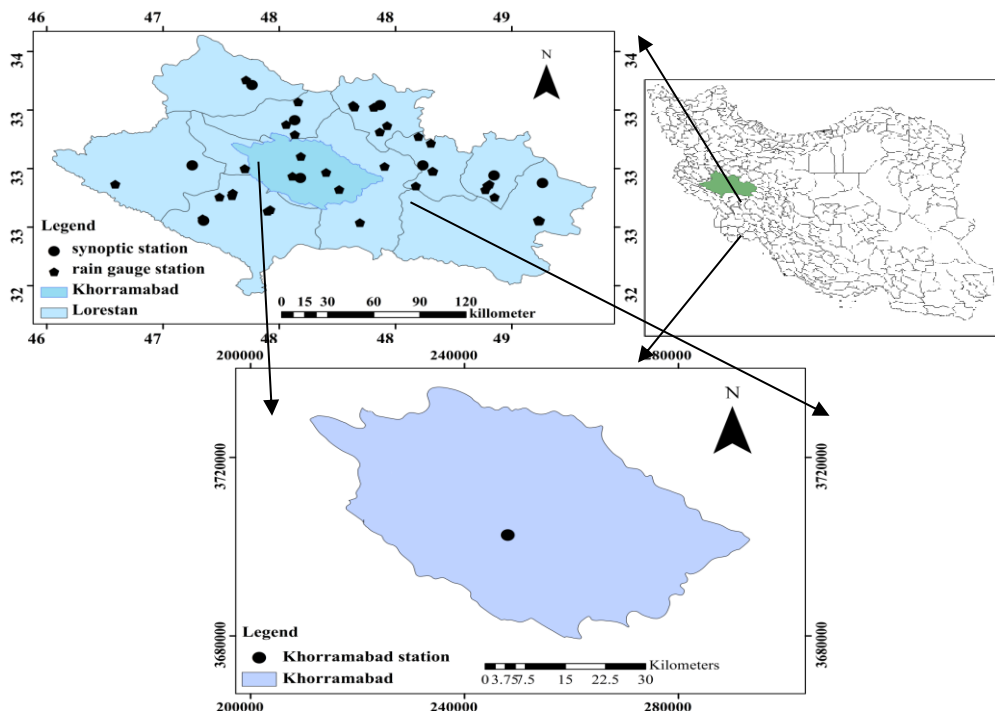 46 47 48 48 49
34
33
33
33
32
N
34
33
33
33
32
Legend
synoptic station
rain gauge station
Khorramabad
Lorestan
0 15 30 60 90 120
killometer
46 47 48 48 49
200000 240000 280000
N
3720000
3680000
3720000
3680000
Legend
Khorramabad station
Khorramabad
Kilometers
0 3.75 7.5 15 22.5 30
200000 240000 280000